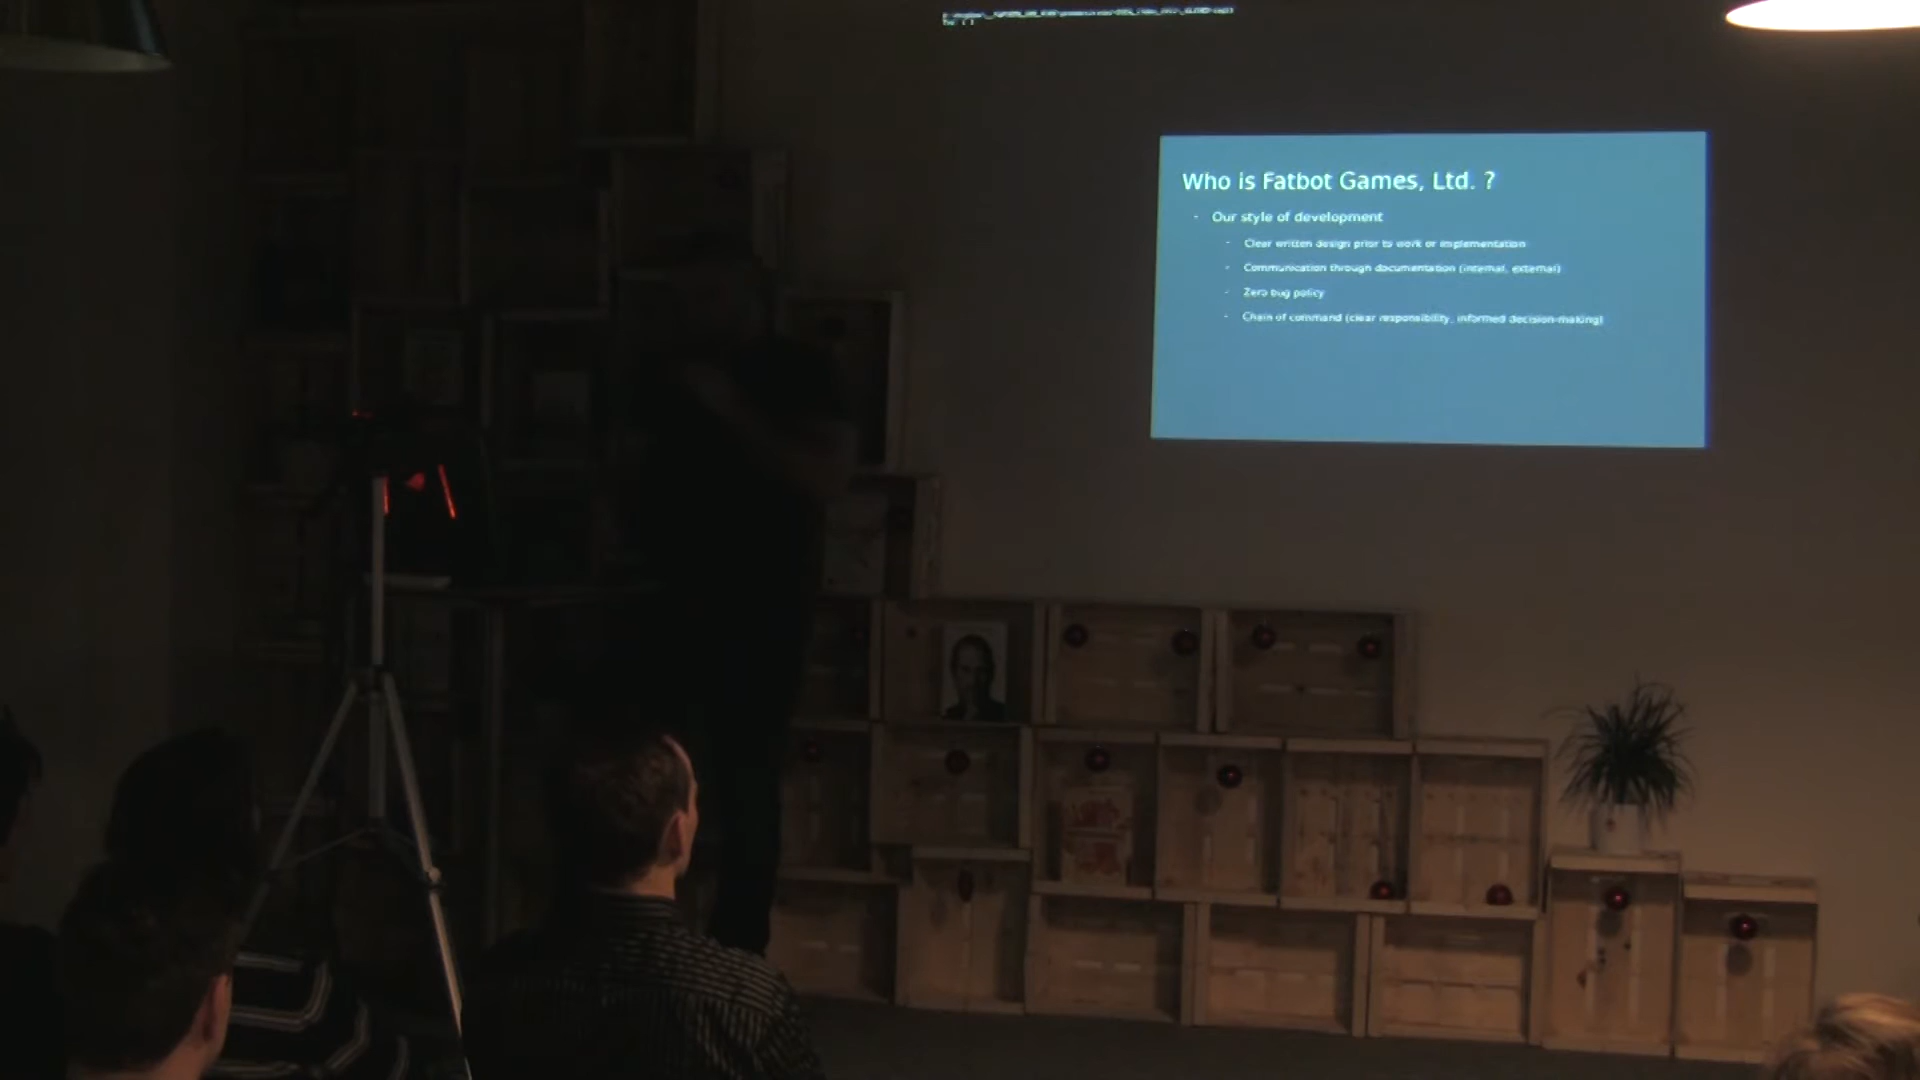 Who is Fatbot Games, Ltd. ?
- Our style of development
- Clear written design prior to work or implementation
- Communication through documentation (internal, external)
- Zero bug policy
- Chain of command (clear responsibility, informed decision-making)